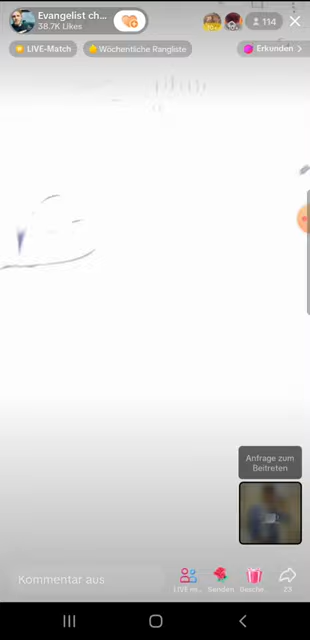 Evangelist ch...
38.7K Likes
114
LIVE-Match
Wöchentliche Rangliste
Erkunden
Anfrage zum
Beitreten
Kommentar aus
LIVE m...
Senden
Gesche...
23